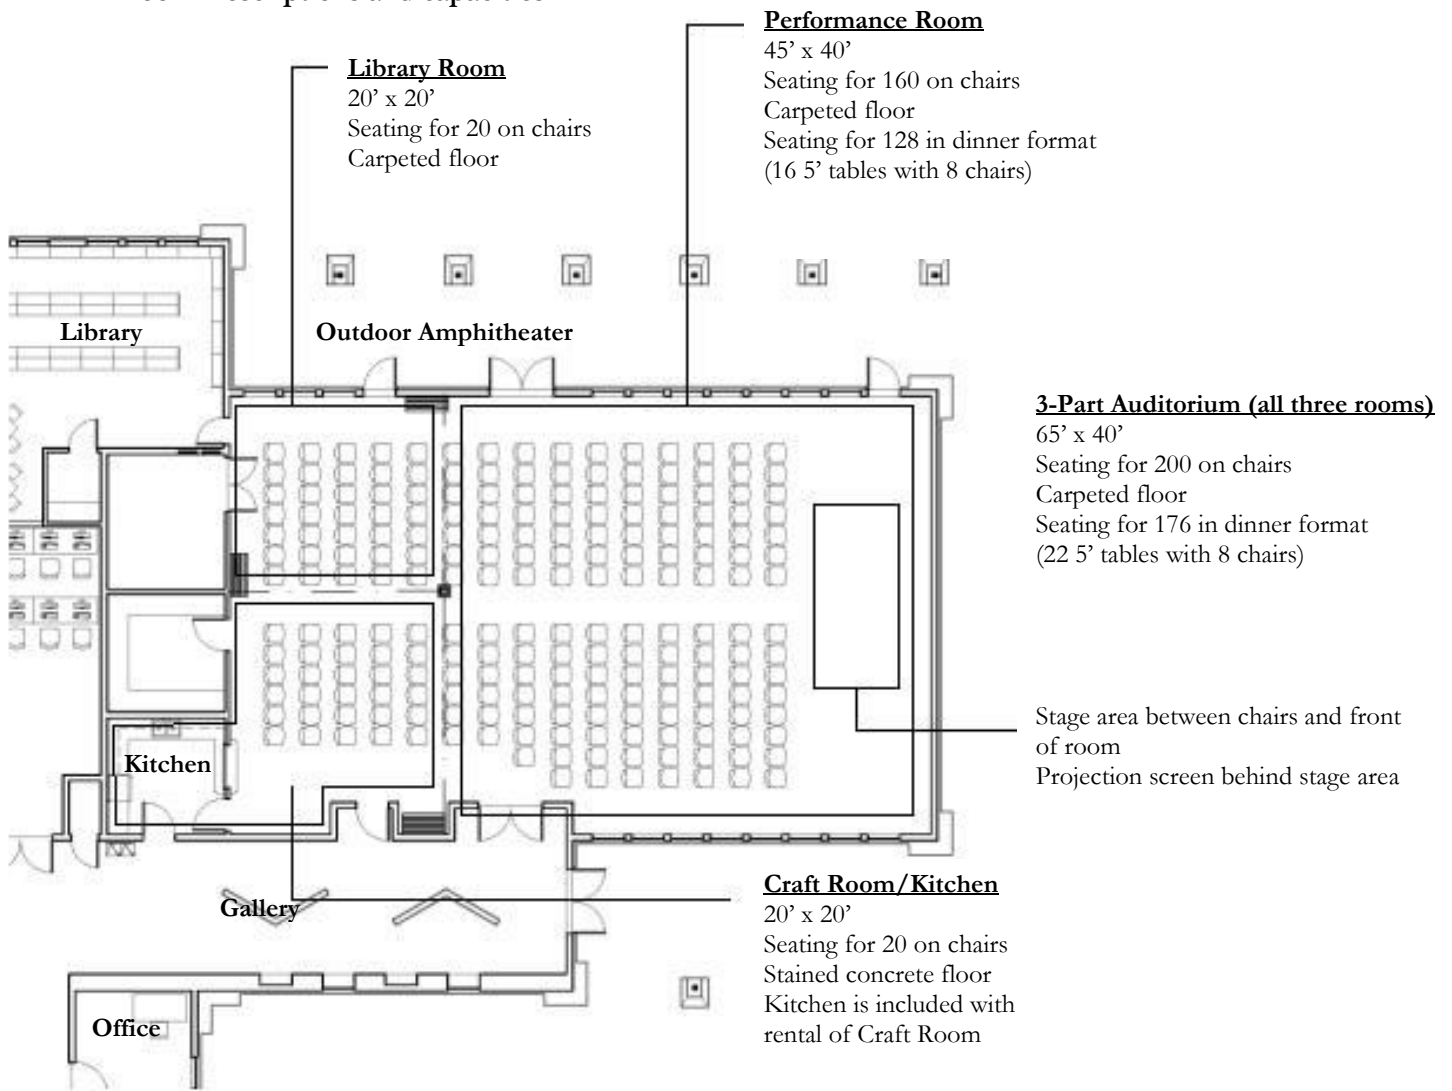 Performance Room
45’ x 40’
Seating for 160 on chairs
Carpeted floor
Seating for 128 in dinner format
(16 5’ tables with 8 chairs)
Library Room
20’ x 20’
Seating for 20 on chairs
Carpeted floor
Library
Outdoor Amphitheater
3-Part Auditorium (all three rooms)
65’ x 40’
Seating for 200 on chairs
Carpeted floor
Seating for 176 in dinner format
(22 5’ tables with 8 chairs)
Stage area between chairs and front
of room
Projection screen behind stage area
Kitchen
Gallery
Craft Room/Kitchen
20’ x 20’
Seating for 20 on chairs
Stained concrete floor
Kitchen is included with
rental of Craft Room
Office